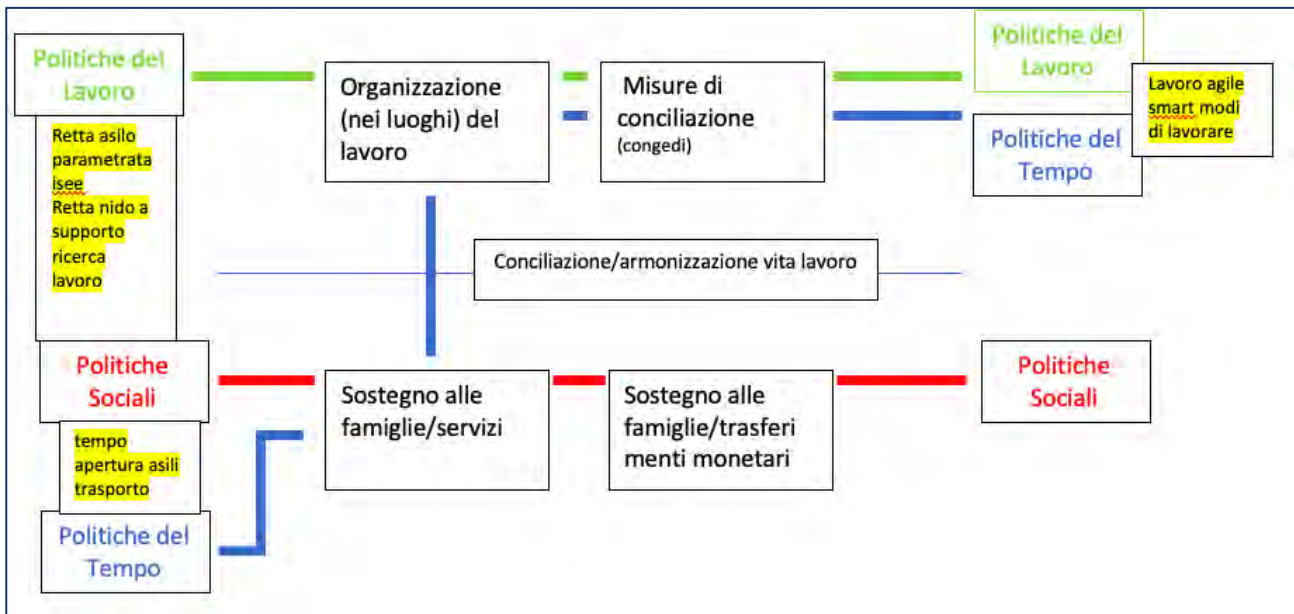 Politiche del
Lavoro
Retta asilo
parametrata
isee
Retta nido a
supporto
ricerca
lavoro
Organizzazione
(nei luoghi) del
lavoro
Misure di
conciliazione
(congedi)
Politiche del
Lavoro
Lavoro agile
smart modi
di lavorare
Politiche del
Tempo
Conciliazione/armonizzazione vita lavoro
Politiche
Sociali
tempo
apertura asili
trasporto
Politiche del
Tempo
Sostegno alle
famiglie/servizi
Sostegno alle
famiglie/trasferi
menti monetari
Politiche
Sociali